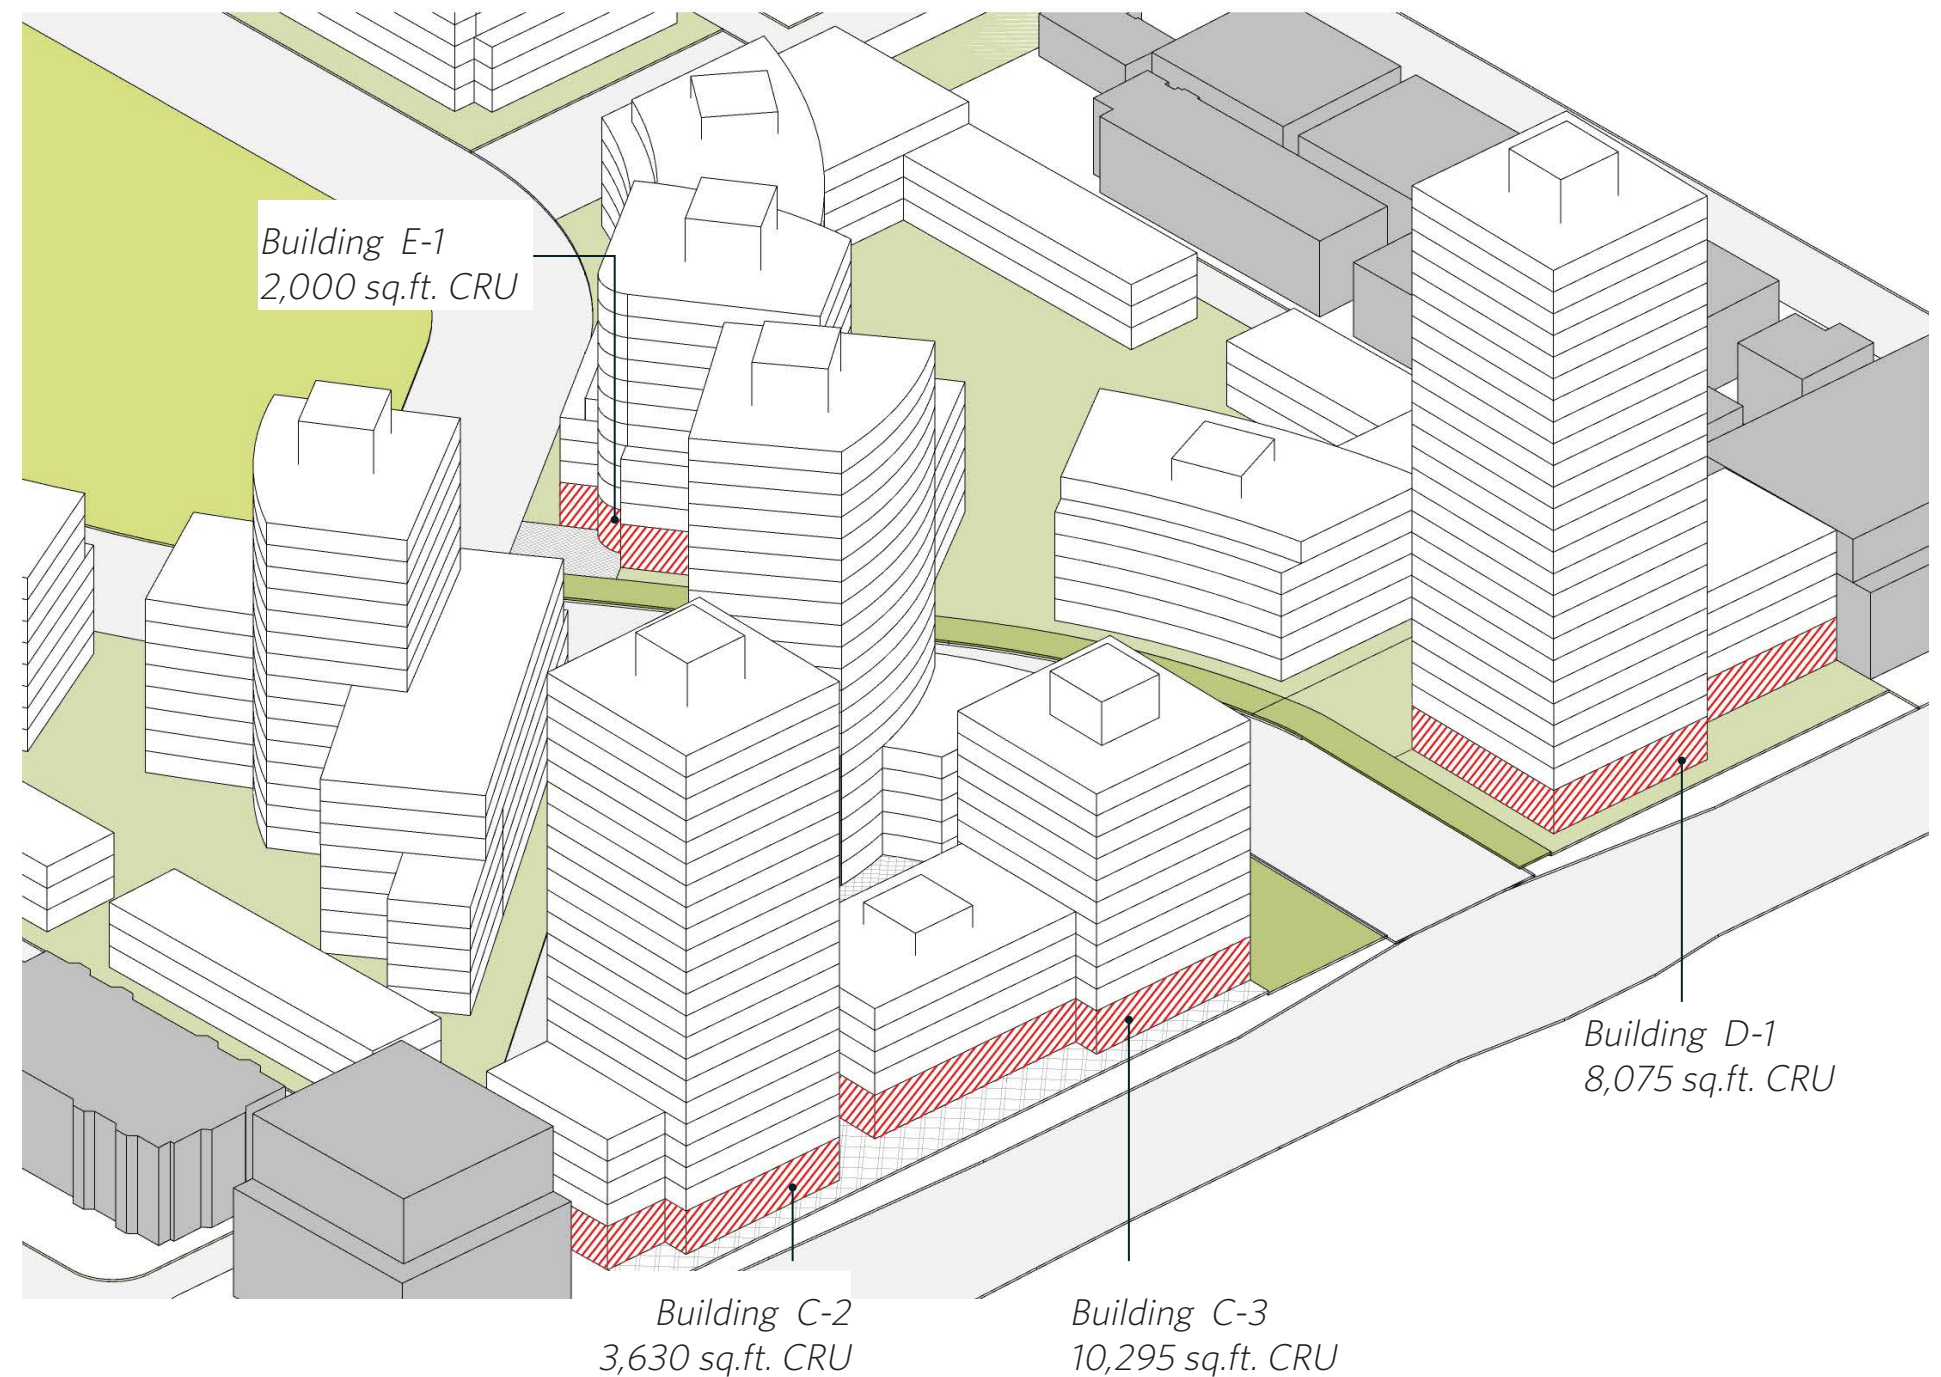 Building E-1
2,000 sq.ft. CRU
Building D-1
8,075 sq.ft. CRU
Building C-2
3,630 sq.ft. CRU
Building C-3
10,295 sq.ft. CRU